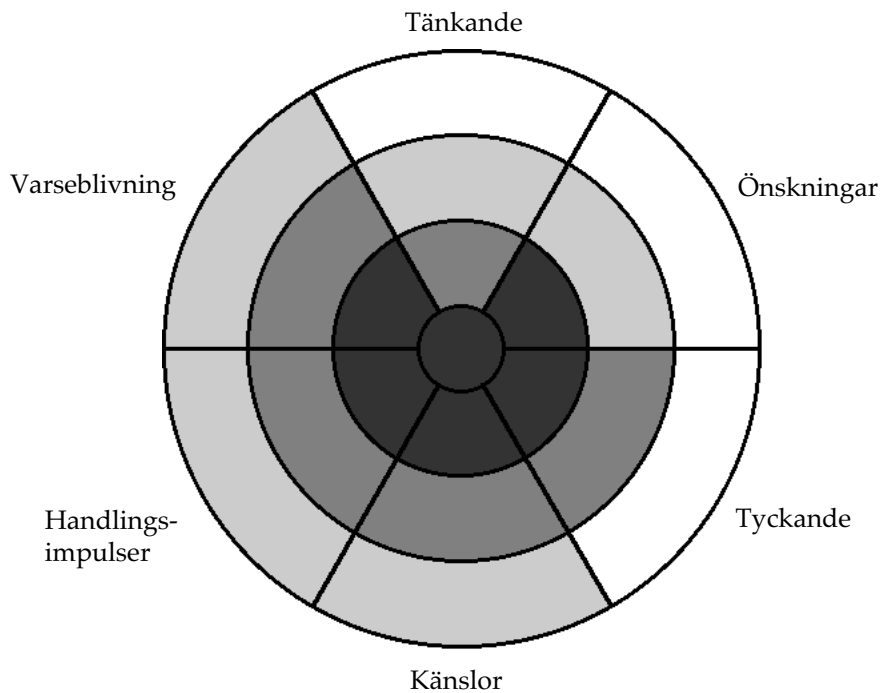 Tänkande
Varseblivning
Önskningar
Handlings-
impulser
Tyckande
Känslor